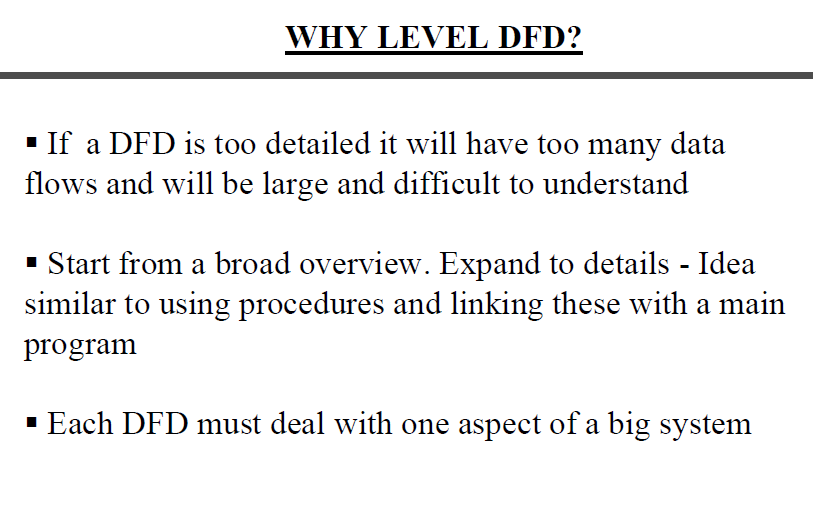 WHY LEVEL DFD?
▪ If a DFD is too detailed it will have too many data
flows and will be large and difficult to understand
▪ Start from a broad overview. Expand to details - Idea
similar to using procedures and linking these with a main
program
▪ Each DFD must deal with one aspect of a big system